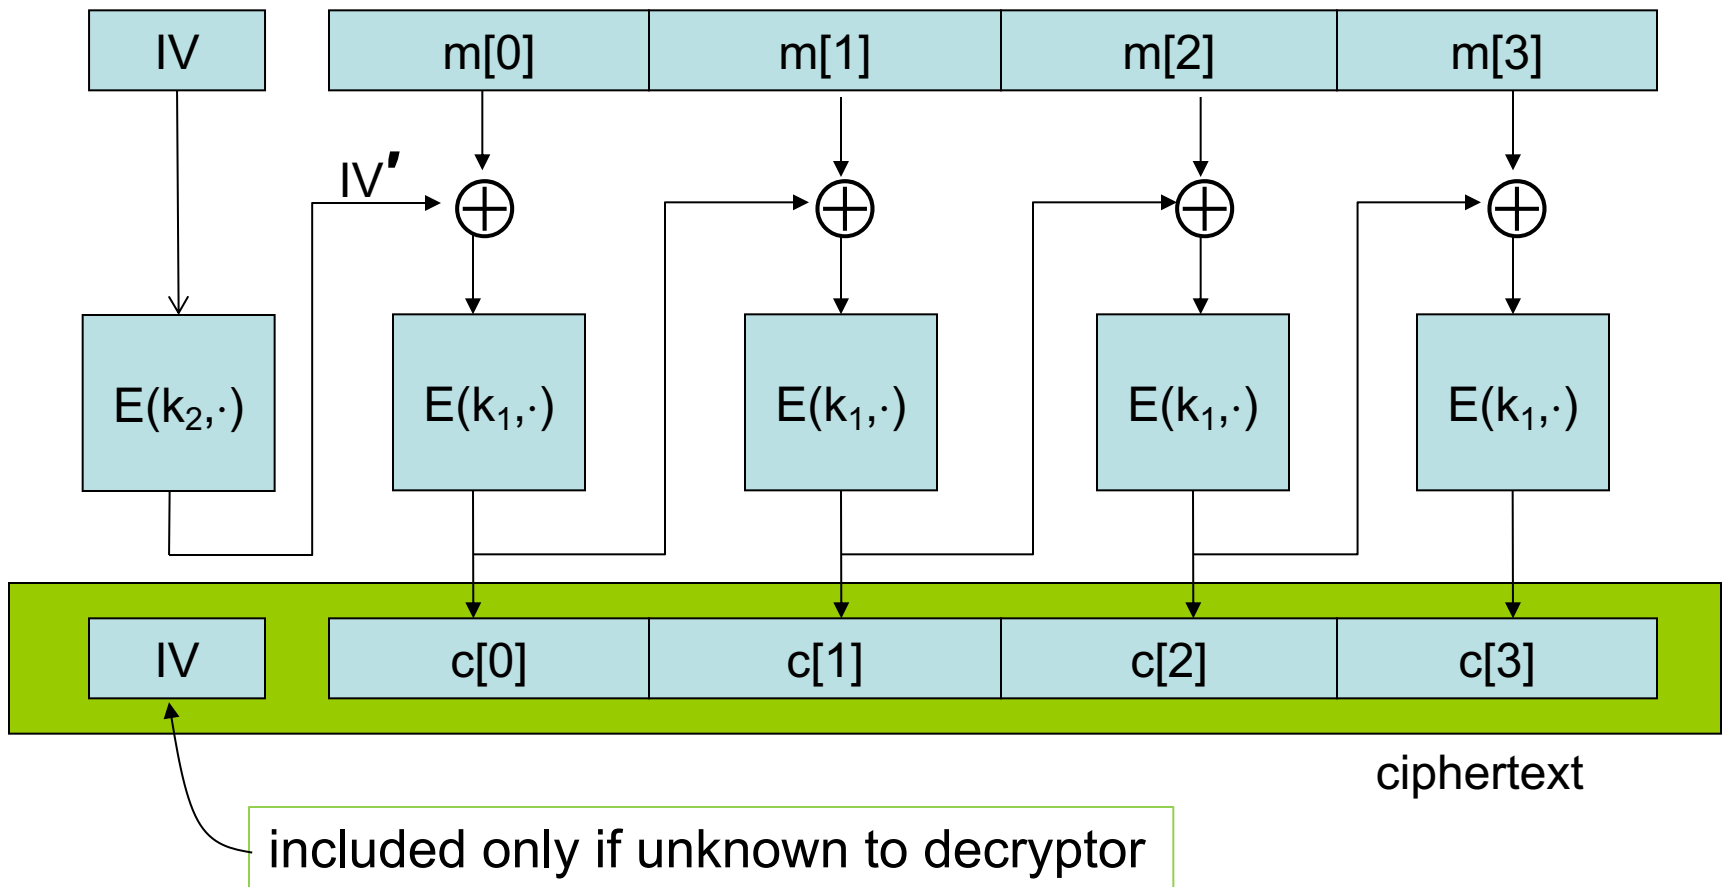 IV m[0] m[1] m[2] m[3]
IV′
E(k₂,·) E(k₁,·) E(k₁,·) E(k₁,·) E(k₁,·)
IV c[0] c[1] c[2] c[3]
ciphertext
included only if unknown to decryptor